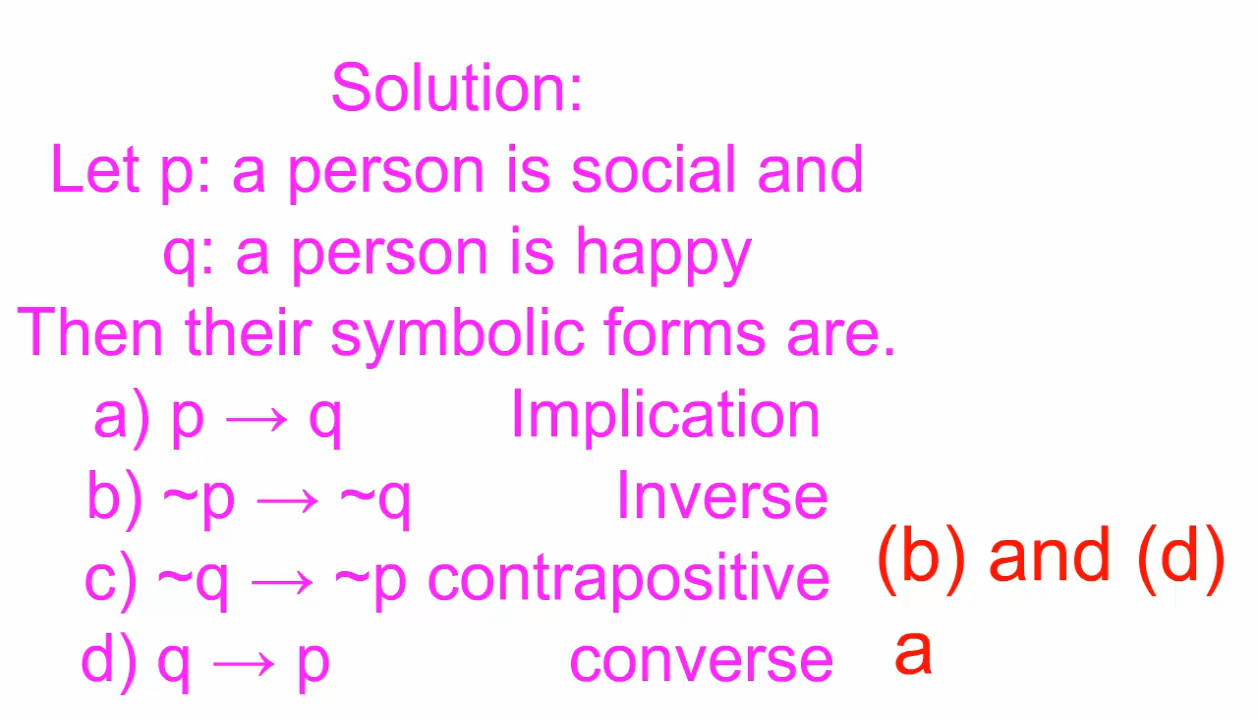 Solution:
Let p: a person is social and
q: a person is happy
Then their symbolic forms are.
a) p → q Implication
b) ~p → ~q Inverse
c) ~q → ~p contrapositive
d) q → p converse
(b) and (d)
a